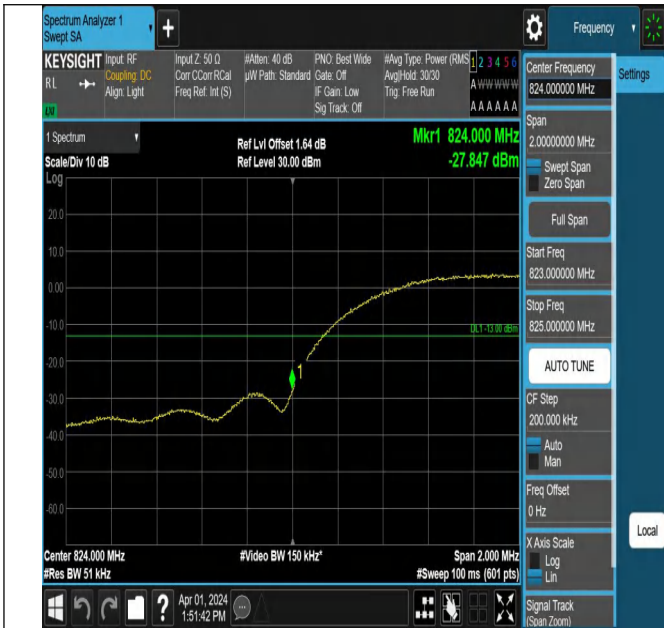 Spectrum Analyzer 1
Swept SA
Frequency
KEYSIGHT
RL
LXI
Input: RF
Coupling: DC
Align: Light
Input Z: 50 Ω
Corr CCorr RCal
Freq Ref: Int (S)
#Atten: 40 dB
µW Path: Standard
PNO: Best Wide
Gate: Off
IF Gain: Low
Sig Track: Off
#Avg Type: Power (RMS
Avg|Hold: 30/30
Trig: Free Run
1 2 3 4 5 6
A W W W W W
A A A A A A
1 Spectrum
Scale/Div 10 dB
Log
Ref Lvl Offset 1.64 dB
Ref Level 30.00 dBm
Mkr1 824.000 MHz
-27.847 dBm
20.0
10.0
0.00
-10.0
-20.0
-30.0
-40.0
-50.0
-60.0
DL1 -13.00 dBm
1
Center 824.000 MHz
#Res BW 51 kHz
#Video BW 150 kHz*
Span 2.000 MHz
#Sweep 100 ms (601 pts)
Apr 01, 2024
1:51:42 PM
Center Frequency
824.000000 MHz
Settings
Span
2.00000000 MHz
Swept Span
Zero Span
Full Span
Start Freq
823.000000 MHz
Stop Freq
825.000000 MHz
AUTO TUNE
CF Step
200.000 kHz
Auto
Man
Freq Offset
0 Hz
X Axis Scale
Log
Lin
Local
Signal Track
(Span Zoom)